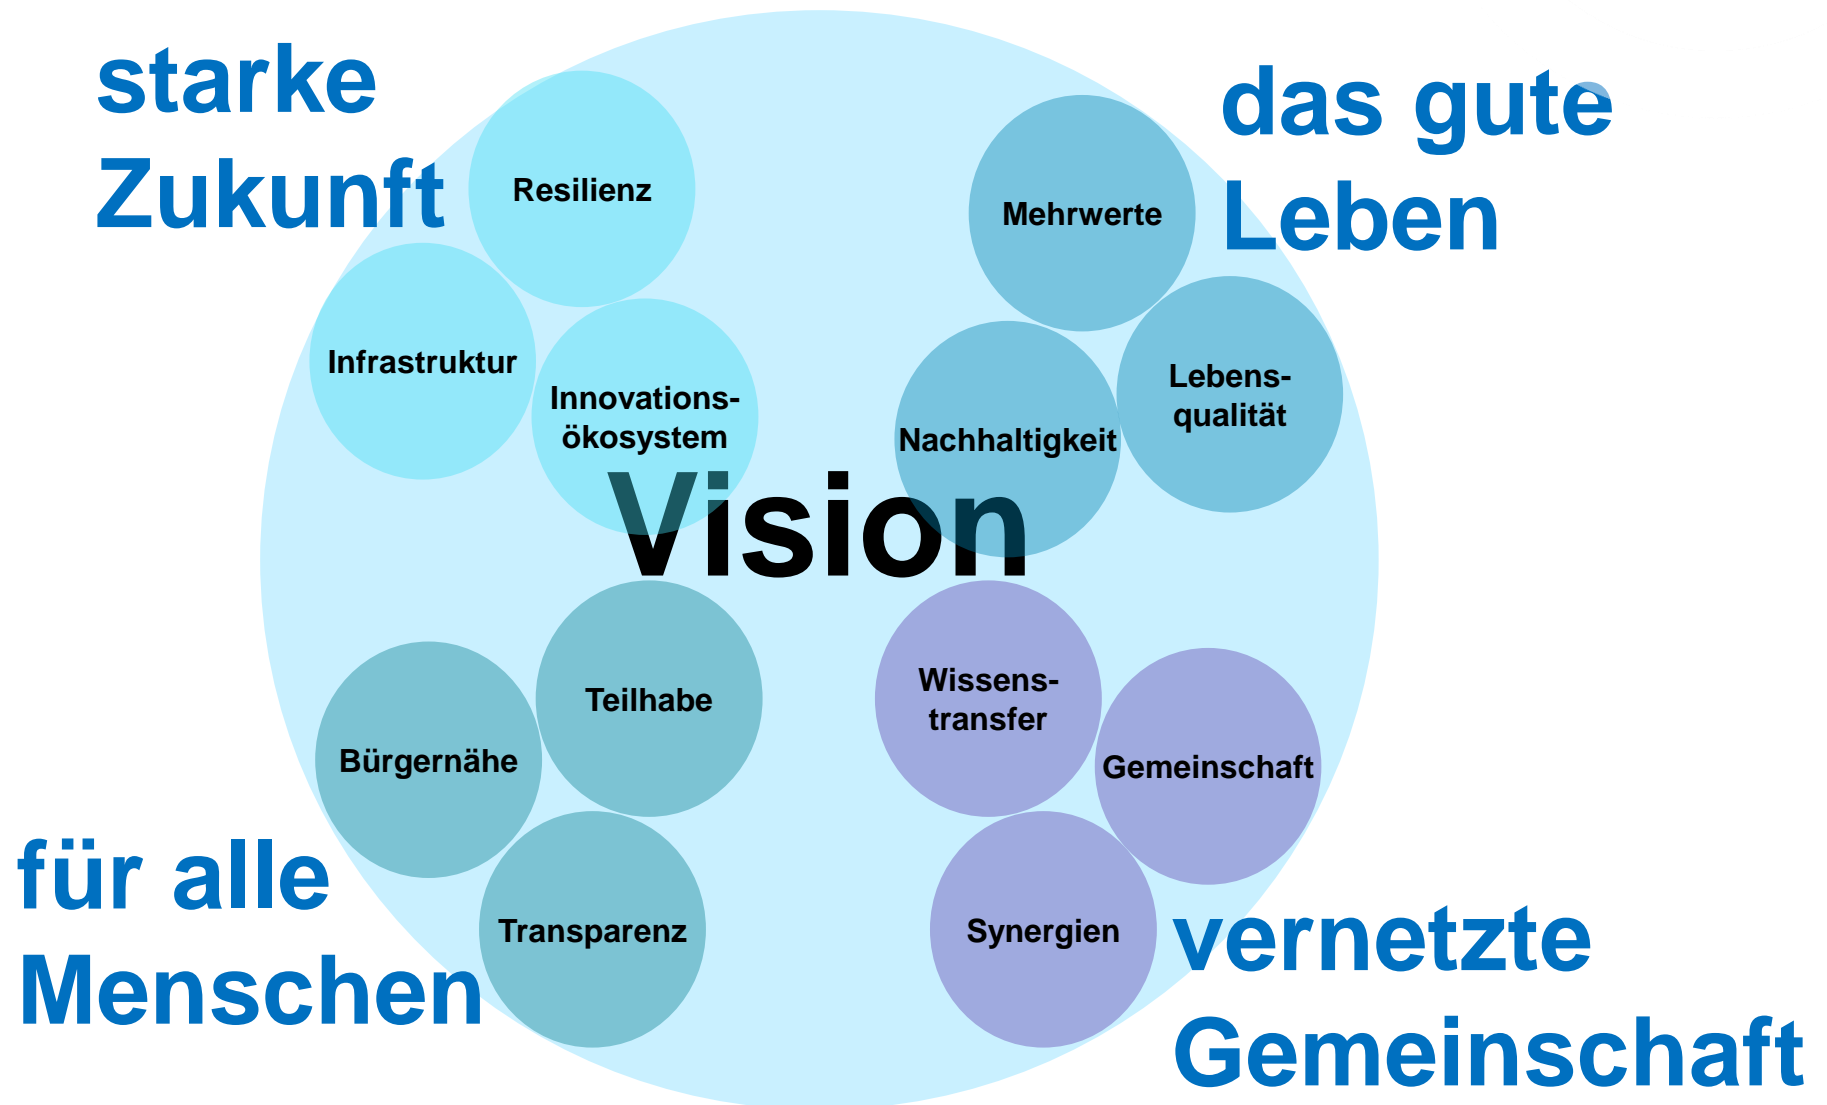 starke
Zukunft
Resilienz
Infrastruktur
Innovations-
ökosystem
das gute
Leben
Mehrwerte
Lebens-
qualität
Nachhaltigkeit
Vision
Teilhabe
Bürgernähe
Transparenz
für alle
Menschen
Wissens-
transfer
Gemeinschaft
Synergien
vernetzte
Gemeinschaft